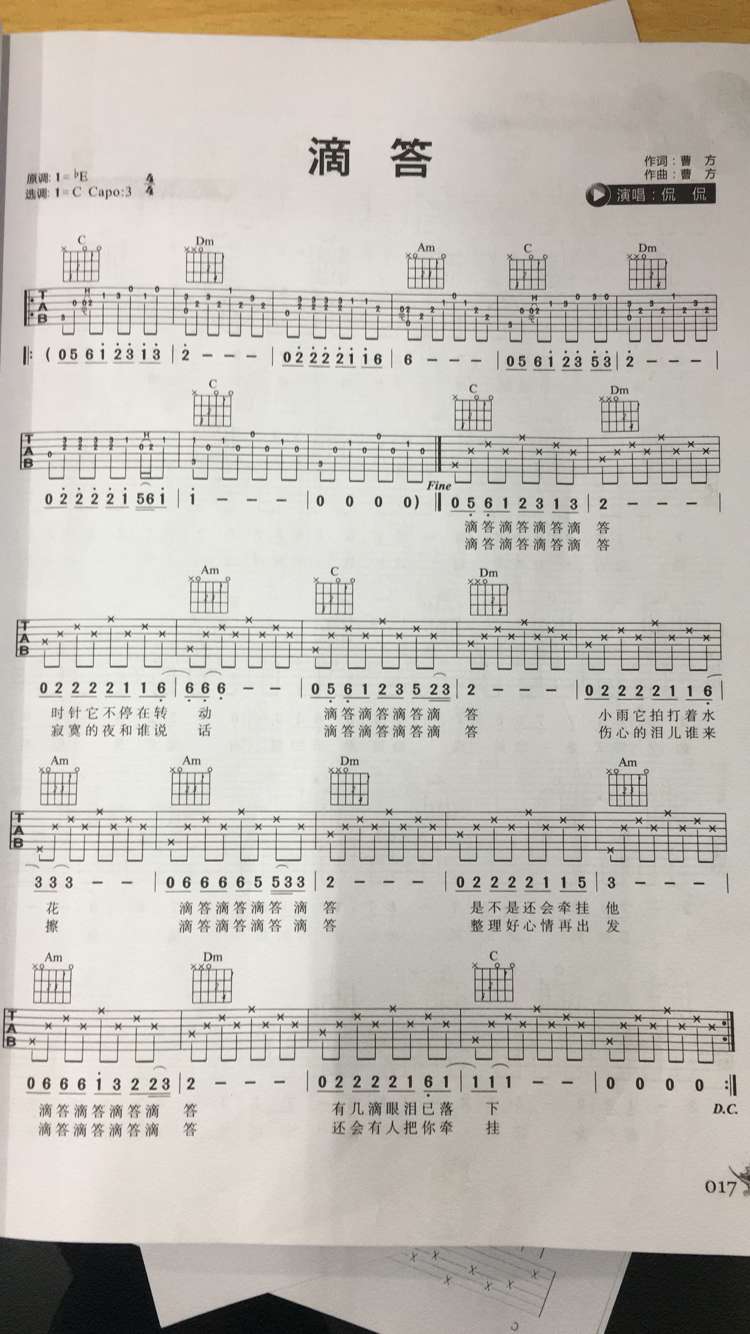 滴 答
原调: 1=♭E 4/4
选调: 1=C Capo:3
作词：曹 方
作曲：曹 方
演唱：侃 侃
C Dm Am C Dm
TAB
( 0 5 6 1 2 3 1 3 | 2 - - - | 0 2 2 2 2 1 1 6 | 6 - - - | 0 5 6 1 2 3 5 3 | 2 - - - |
C C Dm
TAB
0 2 2 2 2 1 5 6 1 | 1 - - - | 0 0 0 0 ) Fine 0 5 6 1 2 3 1 3 | 2 - - - |
滴答滴答滴答滴 答
滴答滴答滴答滴 答
Am C Dm
TAB
0 2 2 2 2 1 1 6 | 6 6 6 - - | 0 5 6 1 2 3 5 2 3 | 2 - - - | 0 2 2 2 2 1 1 6 |
时针它不停在转 动 滴答滴答滴答滴 答 小雨它拍打着水
寂寞的夜和谁说 话 滴答滴答滴答滴 答 伤心的泪儿谁来
Am Am Dm Am
TAB
3 3 3 - - | 0 6 6 6 6 5 5 3 3 | 2 - - - | 0 2 2 2 2 1 1 5 | 3 - - - |
花 滴答滴答滴答 滴 答 是不是还会牵挂 他
擦 滴答滴答滴答 滴 答 整理好心情再出 发
Am Dm C
TAB
0 6 6 6 1 3 2 2 3 | 2 - - - | 0 2 2 2 2 1 6 1 | 1 1 1 - - | 0 0 0 0 :|
滴答滴答滴答滴 答 有几滴眼泪已落 下
滴答滴答滴答滴 答 还会有人把你牵 挂
D.C.
017